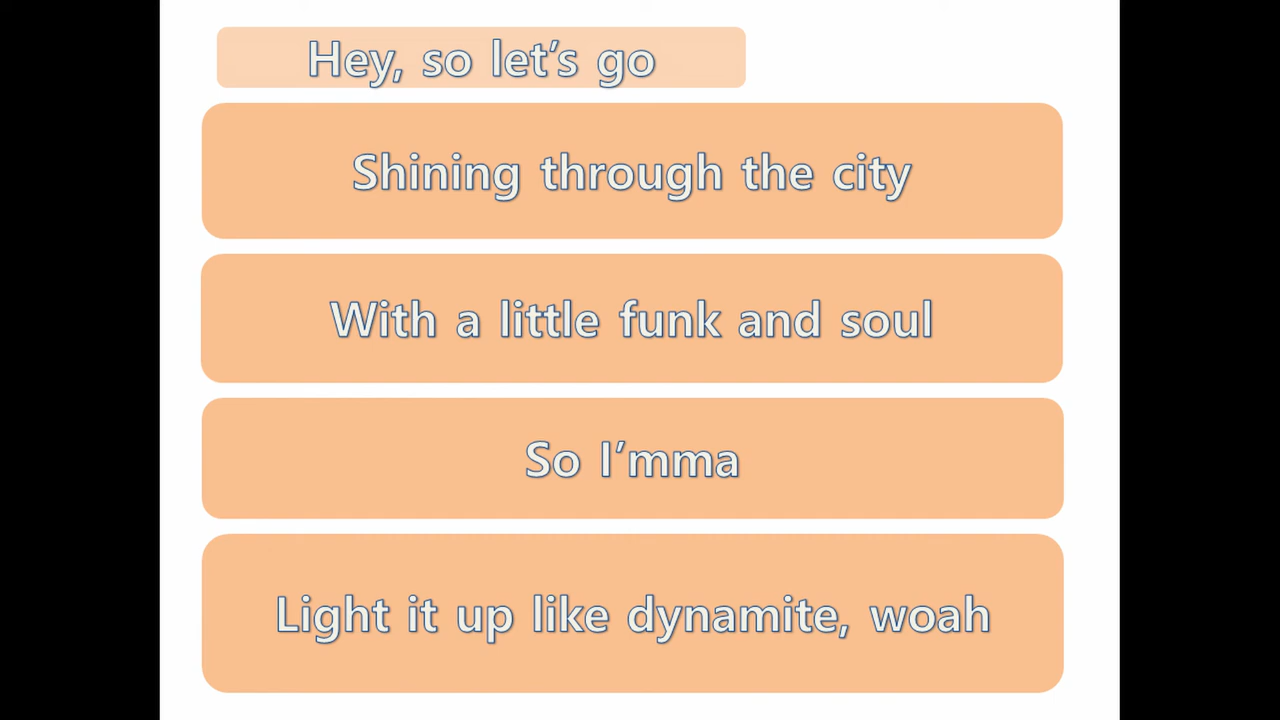 Hey, so let’s go
Shining through the city
With a little funk and soul
So I’mma
Light it up like dynamite, woah